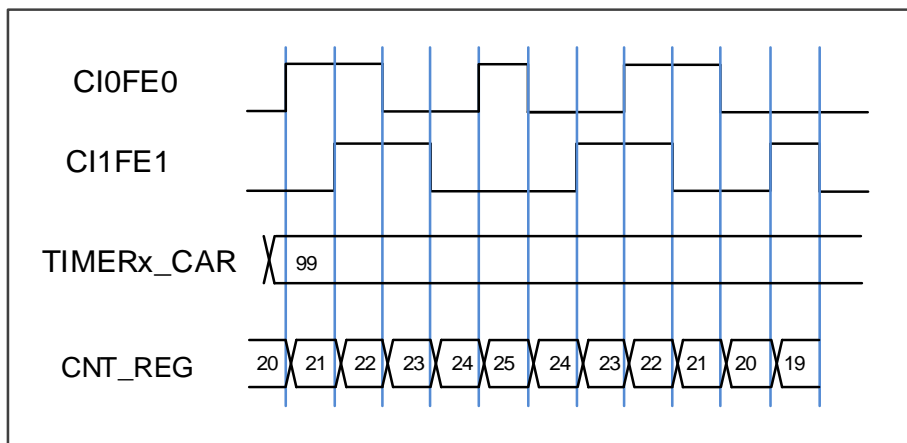 CI0FE0
CI1FE1
TIMERx_CAR 99
CNT_REG 20 21 22 23 24 25 24 23 22 21 20 19